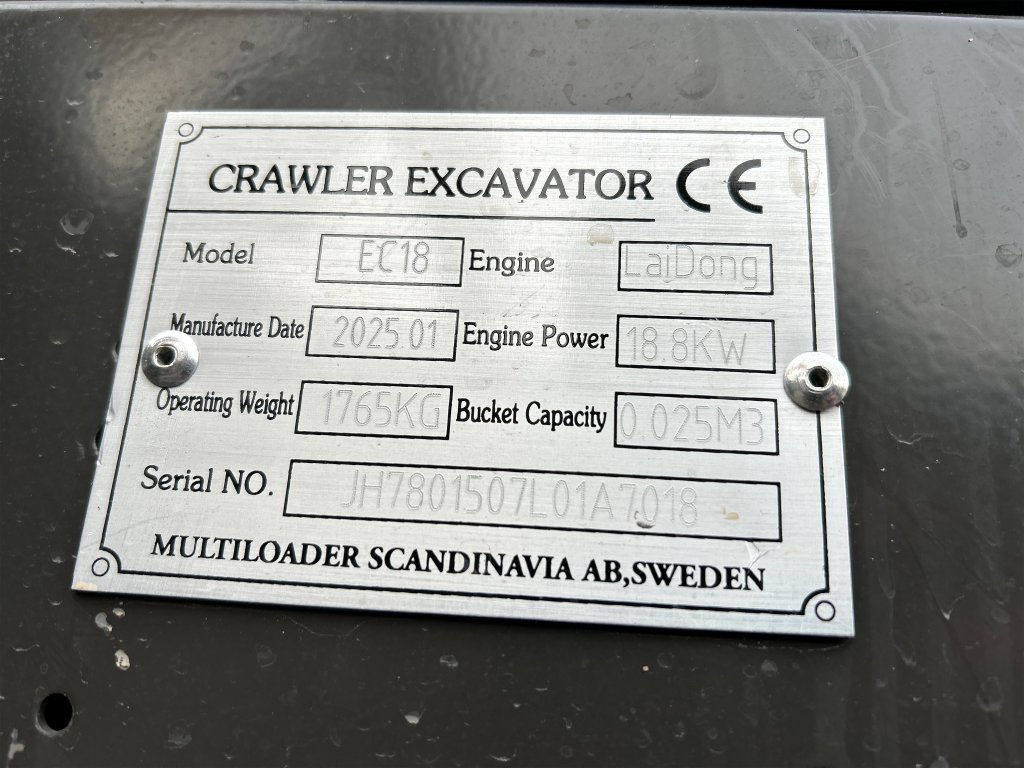 CRAWLER EXCAVATOR CE
Model EC18 Engine LaiDong
Manufacture Date 2025.01 Engine Power 18.8KW
Operating Weight 1765KG Bucket Capacity 0.025M3
Serial NO. JH7801507L01A7018
MULTILOADER SCANDINAVIA AB,SWEDEN